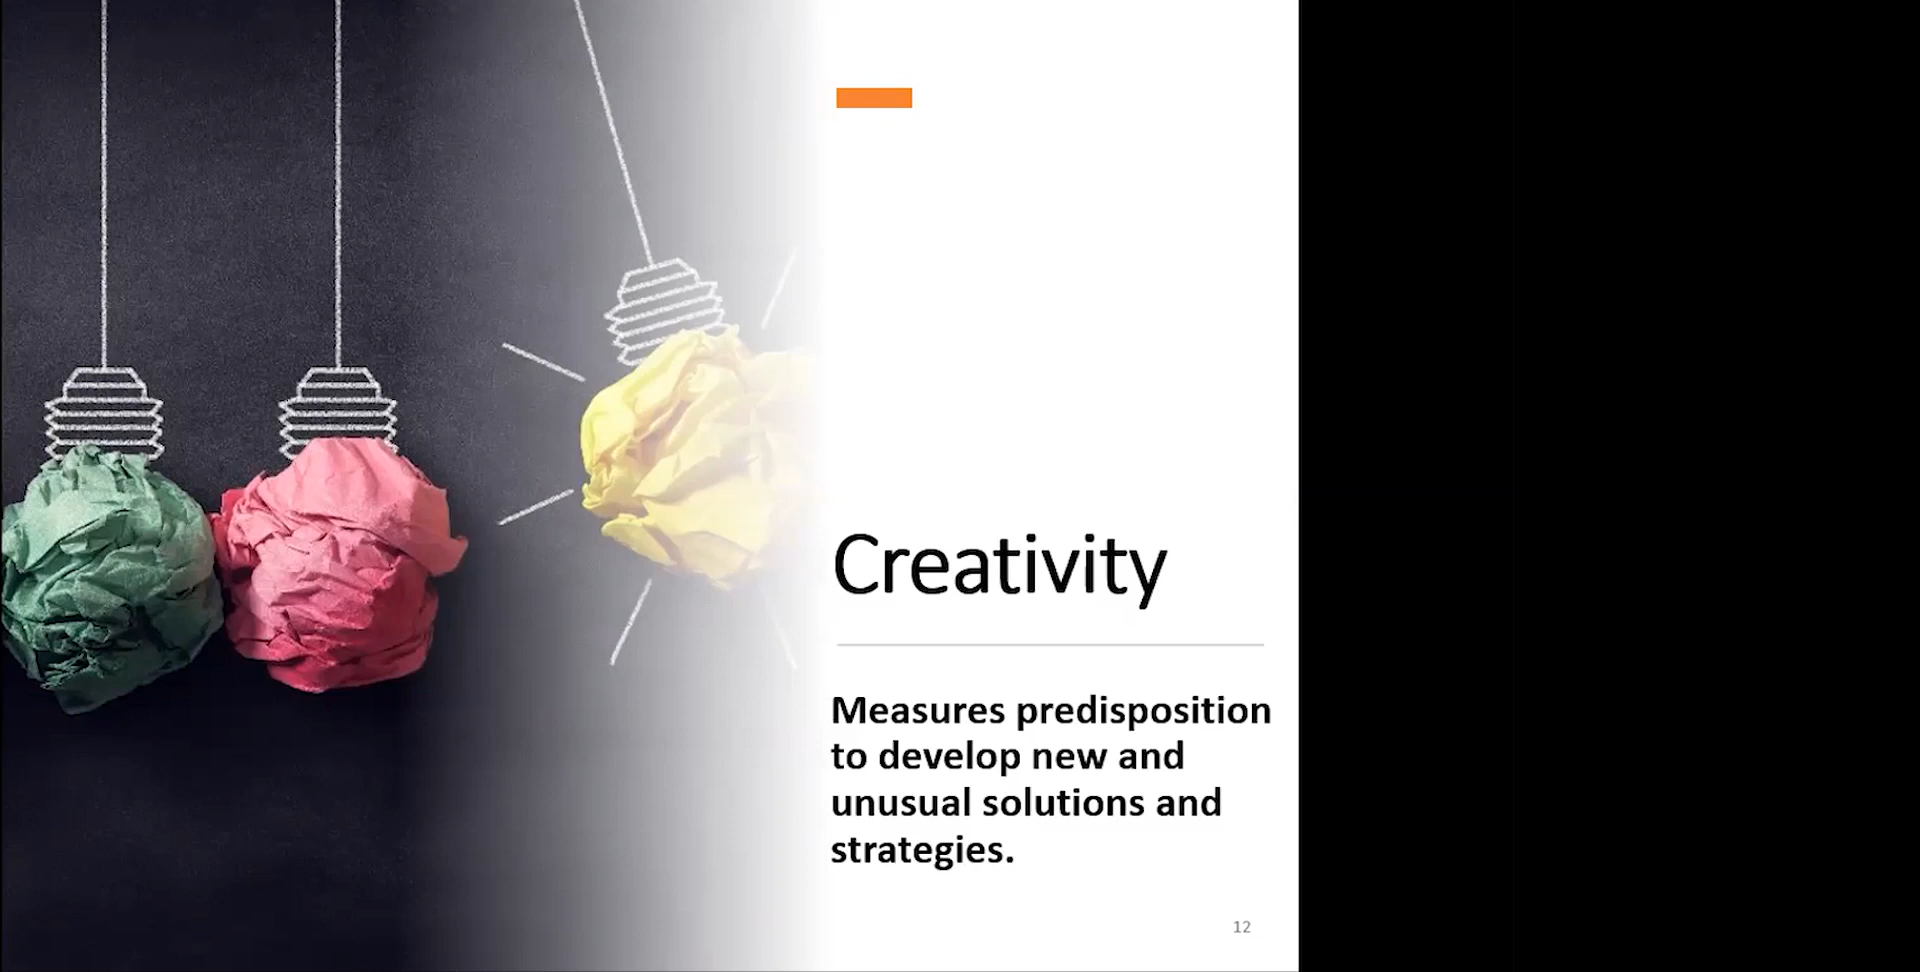 Creativity
Measures predisposition
to develop new and
unusual solutions and
strategies.
12